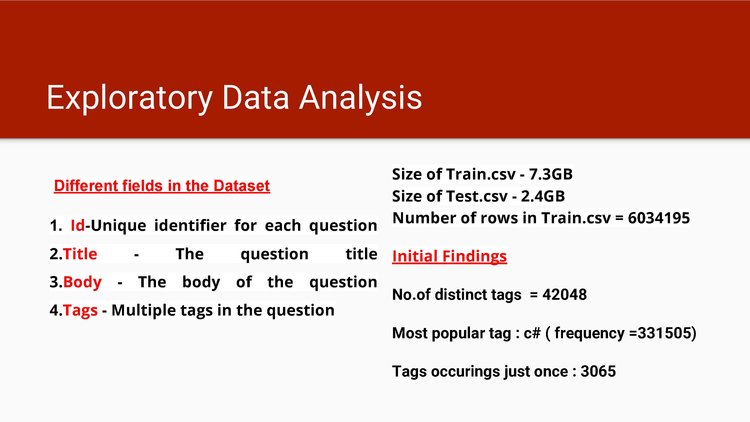 Exploratory Data Analysis
Different fields in the Dataset
1. Id-Unique identifier for each question
2.Title - The question title
3.Body - The body of the question
4.Tags - Multiple tags in the question
Size of Train.csv - 7.3GB
Size of Test.csv - 2.4GB
Number of rows in Train.csv = 6034195
Initial Findings
No.of distinct tags = 42048
Most popular tag : c# ( frequency =331505)
Tags occurings just once : 3065